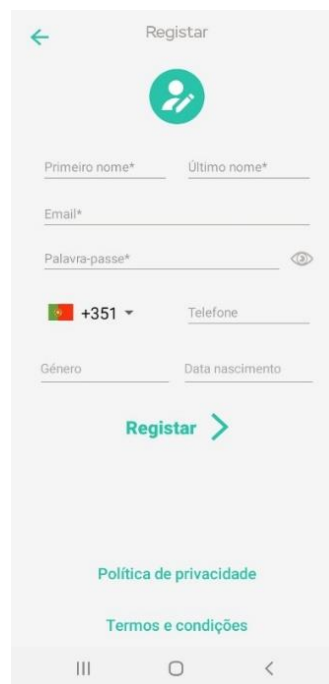 Registar
Primeiro nome* Último nome*
Email*
Palavra-passe*
+351 Telefone
Género Data nascimento
Registar
Política de privacidade
Termos e condições